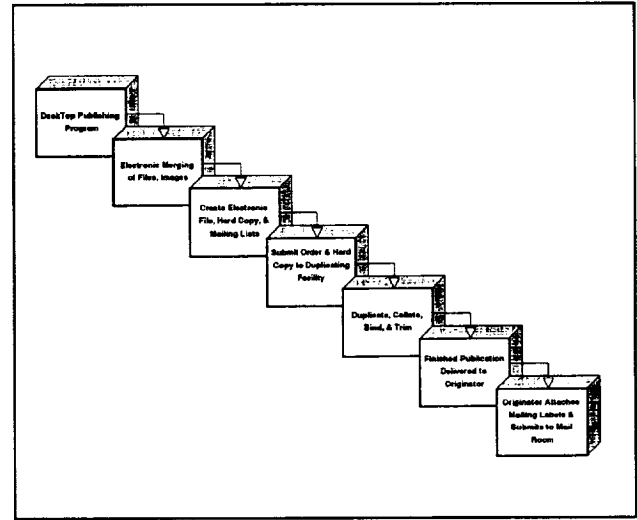 DeskTop Publishing
Program
Electronic Merging
of Files, Images
Create Electronic
File, Hard Copy, &
Mailing Lists
Submit Order & Hard
Copy to Duplicating
Facility
Duplicate, Collate,
Bind, & Trim
Finished Publication
Delivered to
Originator
Originator Attaches
Mailing Labels &
Submits to Mail
Room